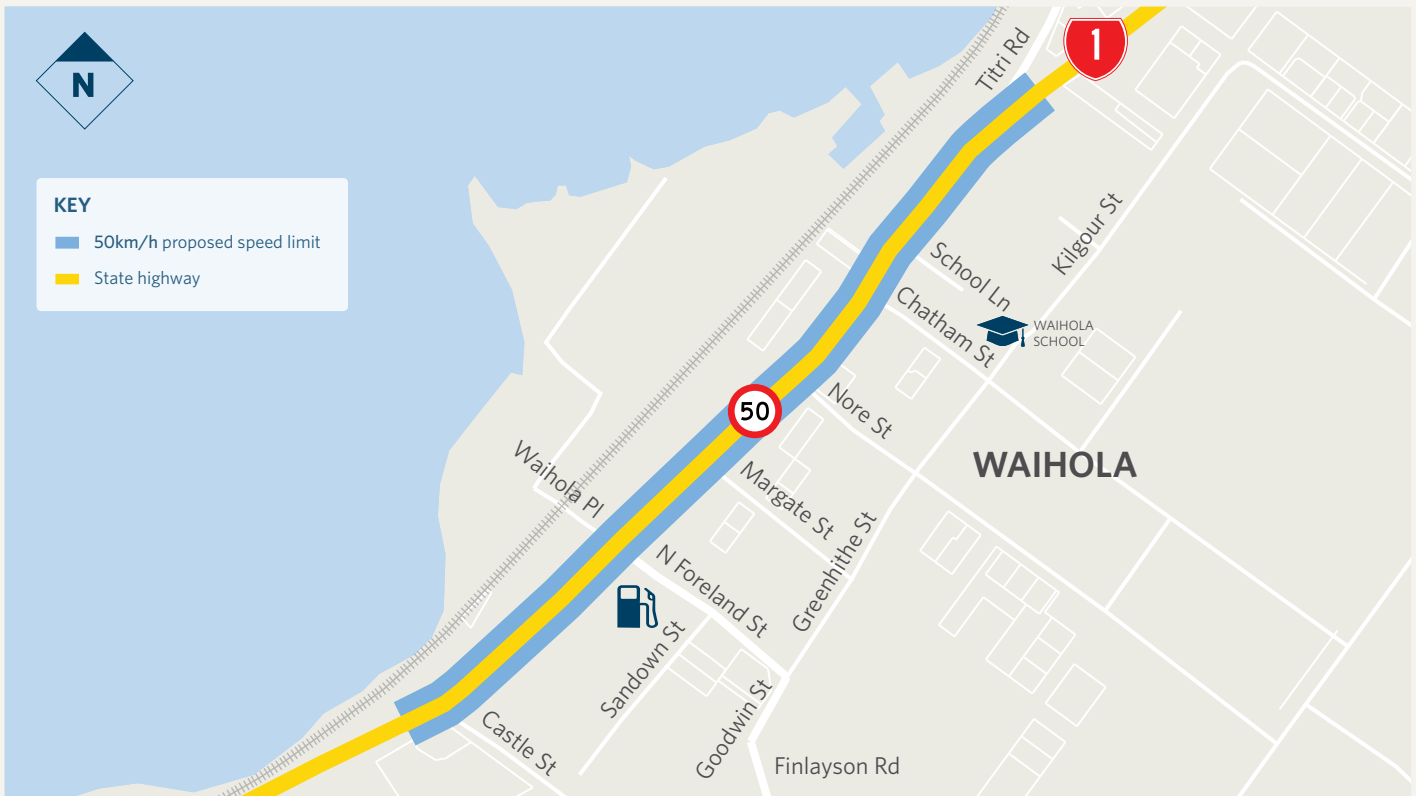 N
KEY
50km/h proposed speed limit
State highway
Titri Rd
1
Kilgour St
School Ln
Chatham St
WAIHOLA
SCHOOL
50
Nore St
WAIHOLA
Waihola Pl
Margate St
Greenhithe St
N Foreland St
Sandown St
Goodwin St
Castle St
Finlayson Rd